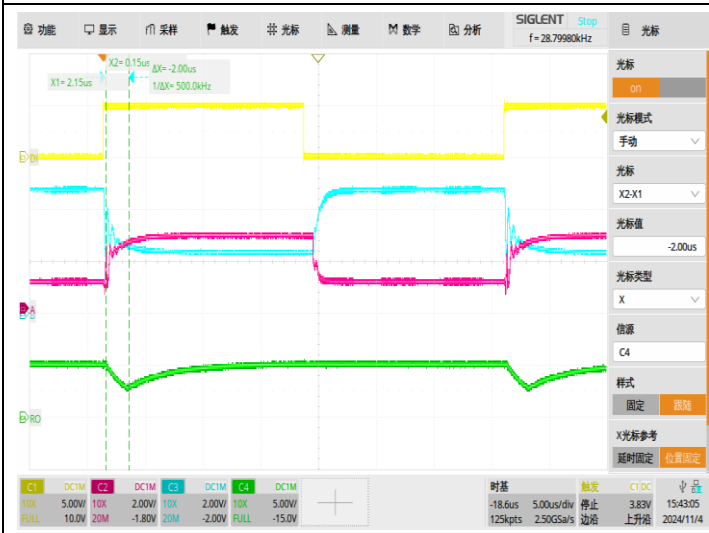 功能 显示 采样 触发 光标 测量 数学 分析 SIGLENT Stop 光标
f = 28.79980kHz
X2= 0.15us ΔX= -2.00us
X1= 2.15us 1/ΔX= 500.0kHz
光标
on
光标模式
手动
光标
X2-X1
光标值
-2.00us
光标类型
X
信源
C4
样式
固定 跟随
X光标参考
延时固定 位置固定
DI
A
B
RO
C1 DC1M C2 DC1M C3 DC1M C4 DC1M 时基 触发 C1 DC
10X 5.00V/ 10X 2.00V/ 10X 2.00V/ 10X 5.00V/ -18.6us 5.00us/div 停止 3.83V 15:43:05
FULL 10.0V 20M -1.80V 20M -2.00V FULL -15.0V 125kpts 2.50GSa/s 边沿 上升沿 2024/11/4